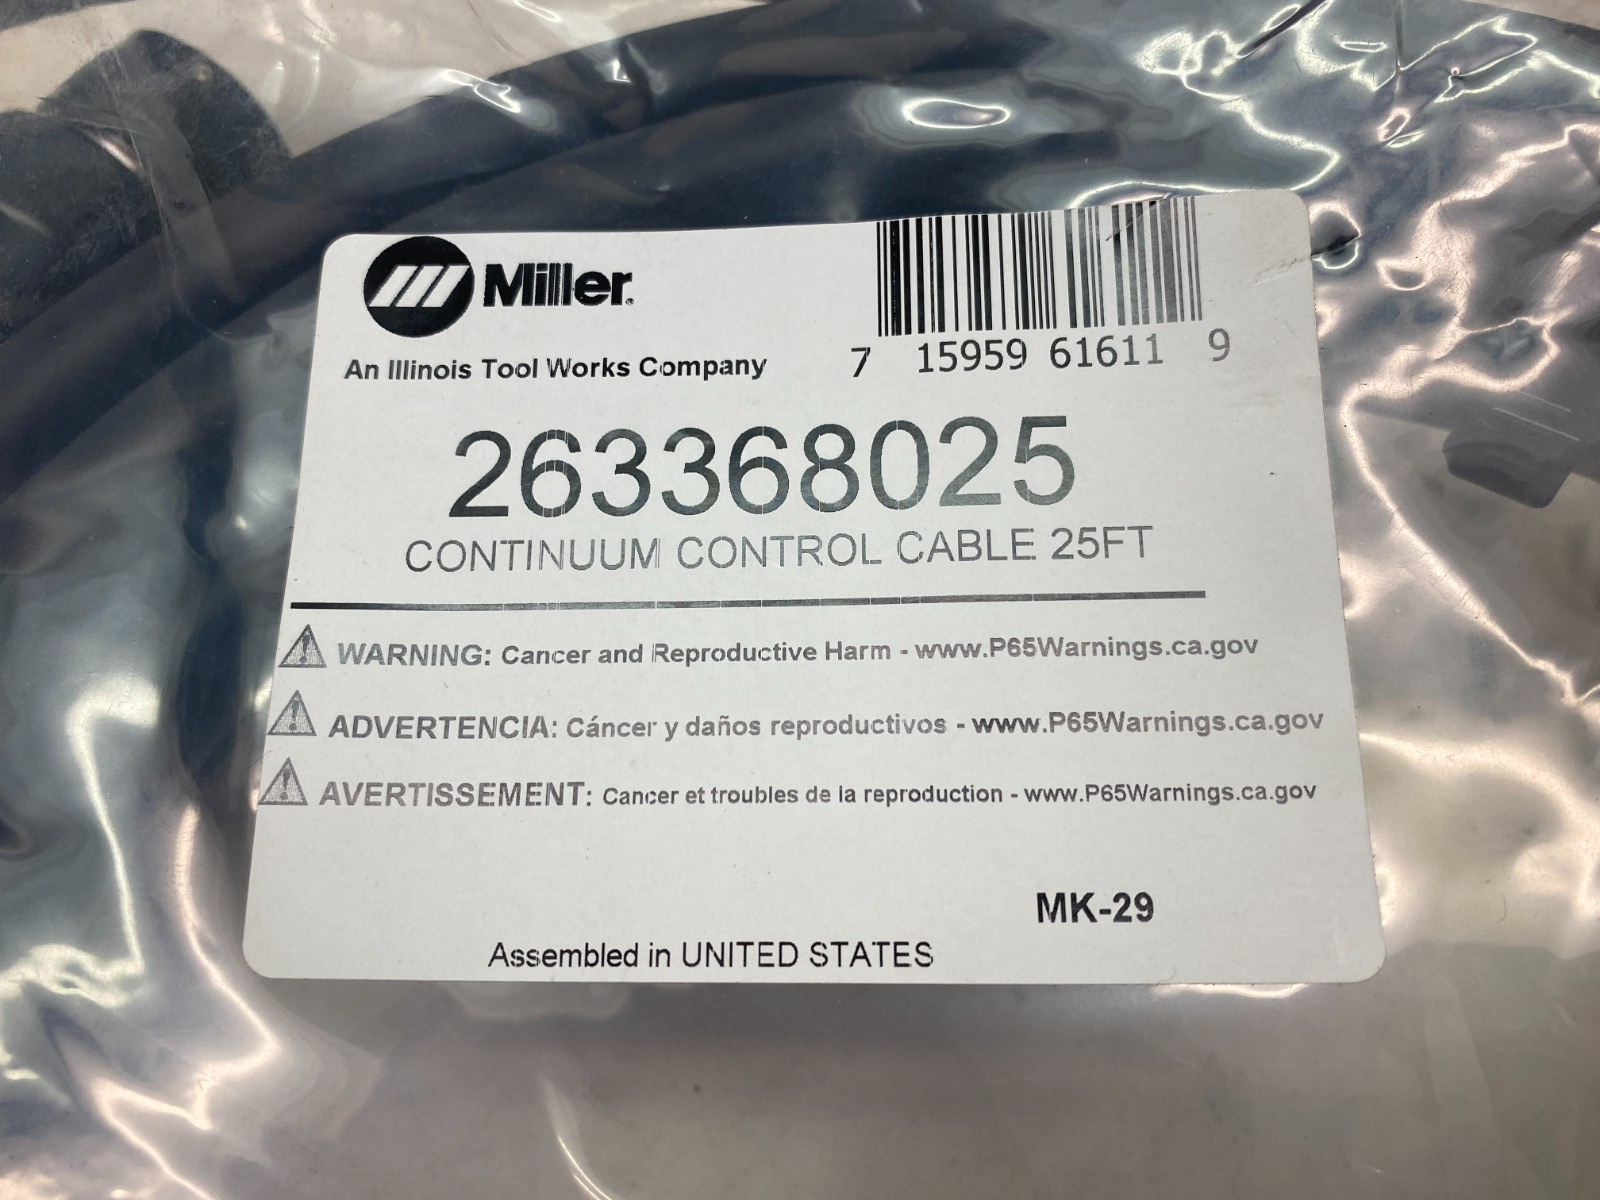 Miller.
An Illinois Tool Works Company
7 15959 61611 9
263368025
CONTINUUM CONTROL CABLE 25FT
WARNING: Cancer and Reproductive Harm - www.P65Warnings.ca.gov
ADVERTENCIA: Cáncer y daños reproductivos - www.P65Warnings.ca.gov
AVERTISSEMENT: Cancer et troubles de la reproduction - www.P65Warnings.ca.gov
MK-29
Assembled in UNITED STATES